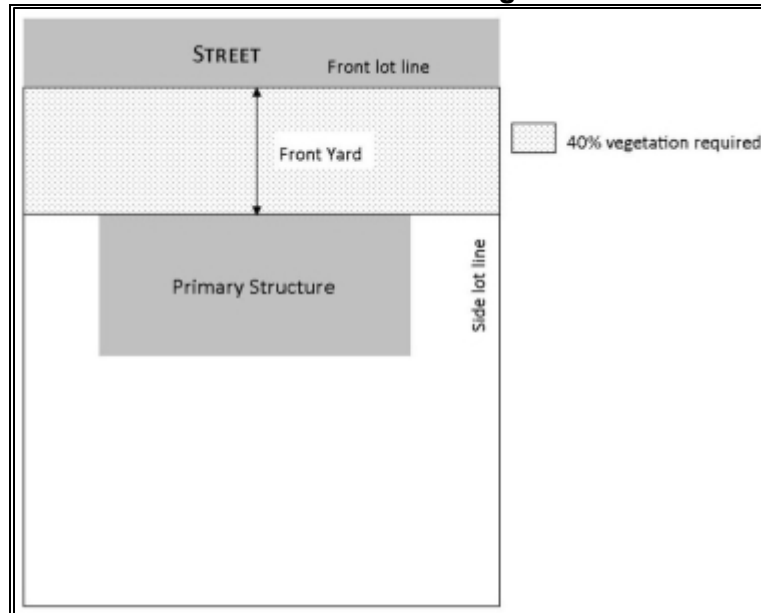 STREET
Front lot line
40% vegetation required
Front Yard
Side lot line
Primary Structure